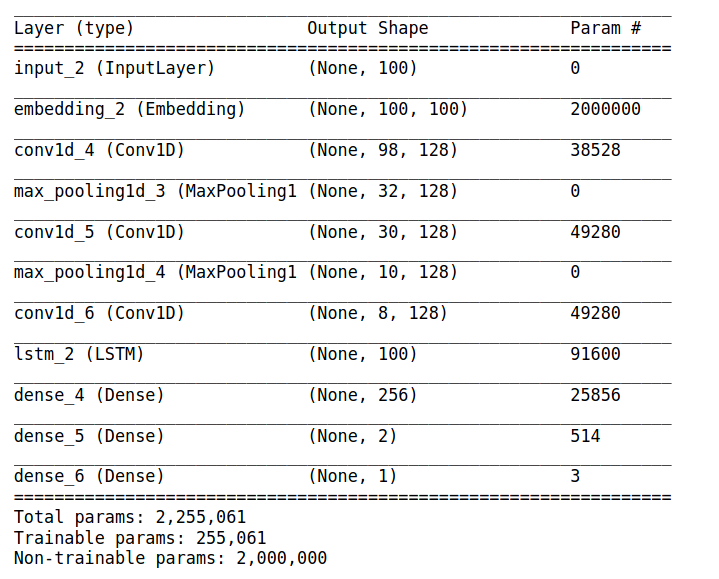 Layer (type) Output Shape Param #
input_2 (InputLayer) (None, 100) 0
embedding_2 (Embedding) (None, 100, 100) 2000000
conv1d_4 (Conv1D) (None, 98, 128) 38528
max_pooling1d_3 (MaxPooling1 (None, 32, 128) 0
conv1d_5 (Conv1D) (None, 30, 128) 49280
max_pooling1d_4 (MaxPooling1 (None, 10, 128) 0
conv1d_6 (Conv1D) (None, 8, 128) 49280
lstm_2 (LSTM) (None, 100) 91600
dense_4 (Dense) (None, 256) 25856
dense_5 (Dense) (None, 2) 514
dense_6 (Dense) (None, 1) 3
Total params: 2,255,061
Trainable params: 255,061
Non-trainable params: 2,000,000